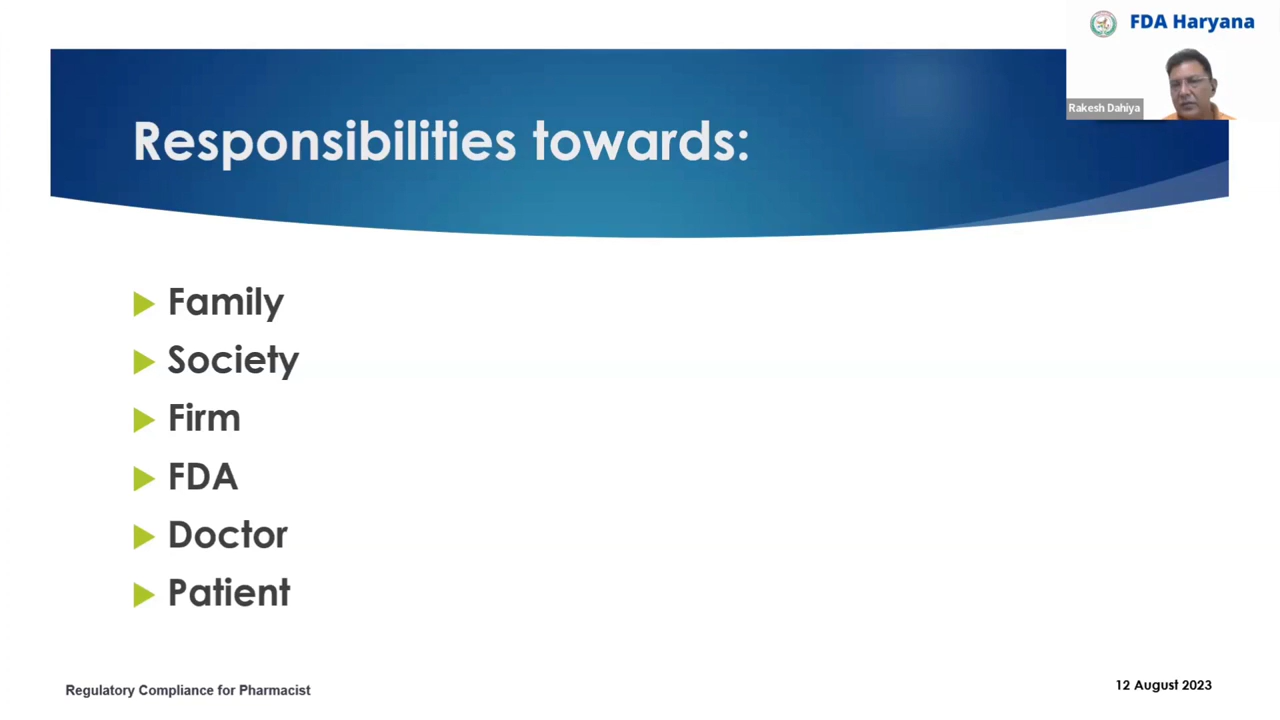 FDA Haryana
Rakesh Dahiya
Responsibilities towards:
Family
Society
Firm
FDA
Doctor
Patient
Regulatory Compliance for Pharmacist
12 August 2023